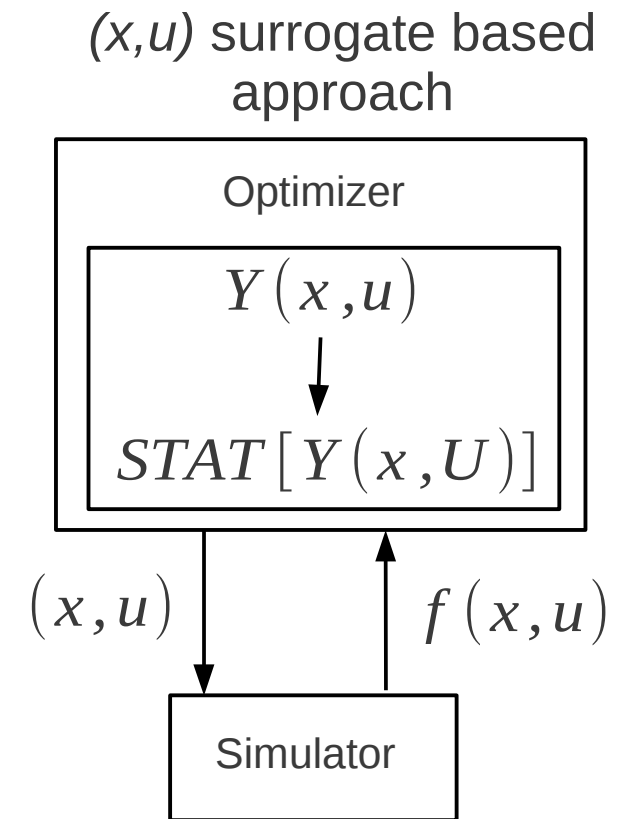 (x,u) surrogate based
approach
Optimizer
Y(x,u)
STAT[Y(x,U)]
(x,u)
f(x,u)
Simulator